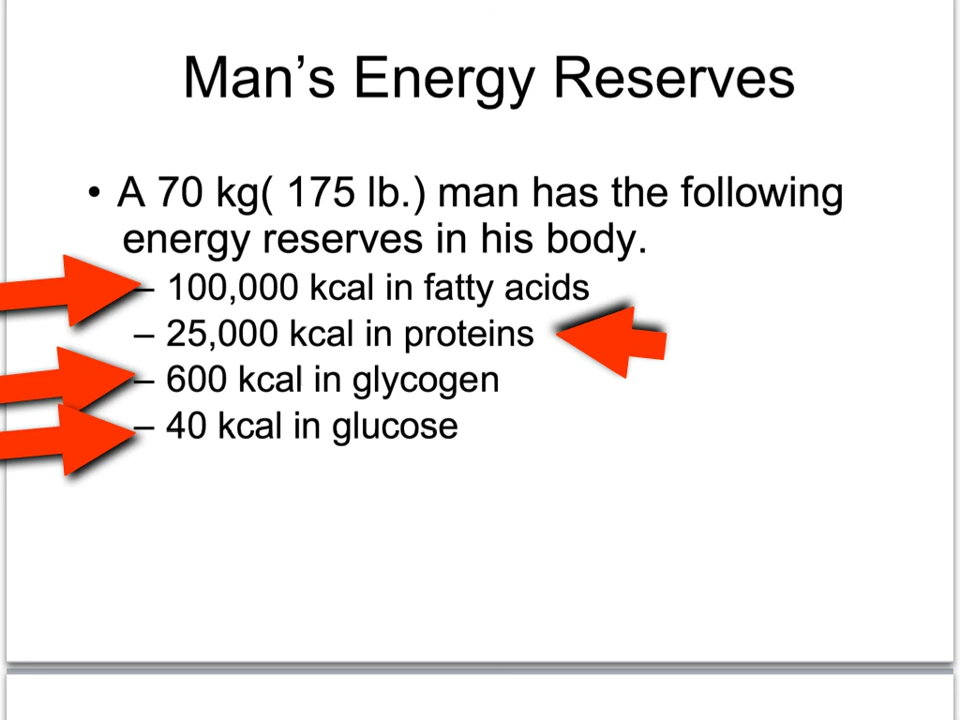 Man's Energy Reserves
• A 70 kg( 175 lb.) man has the following
energy reserves in his body.
– 100,000 kcal in fatty acids
– 25,000 kcal in proteins
– 600 kcal in glycogen
– 40 kcal in glucose